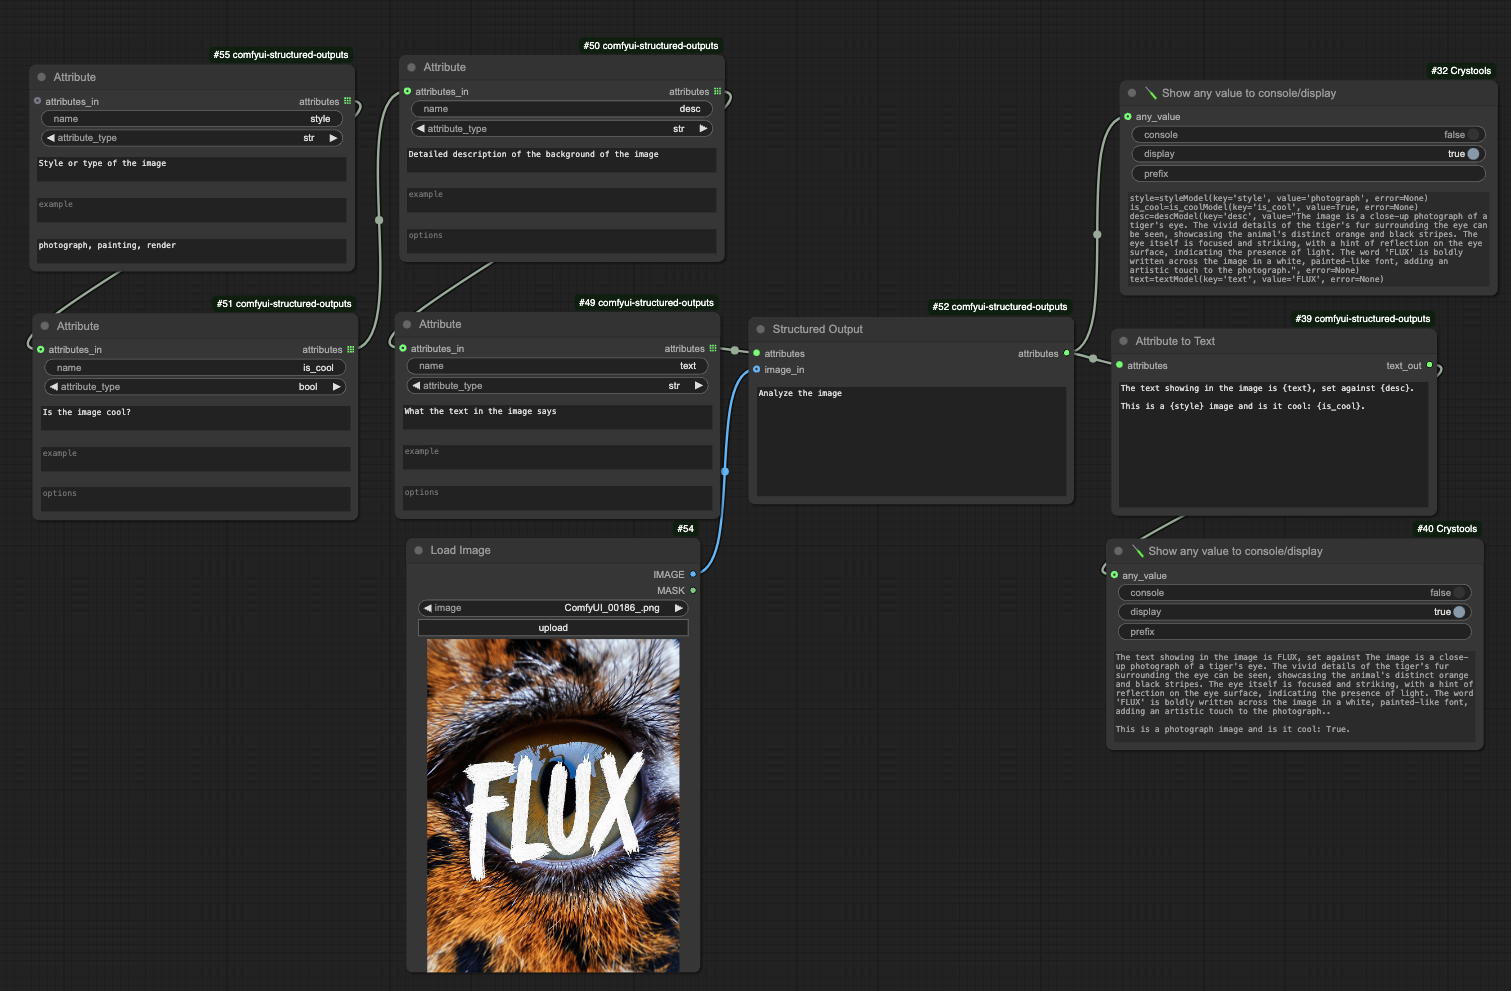 #55 comfyui-structured-outputs
Attribute
attributes_in
attributes
name
style
attribute_type
str
Style or type of the image
example
photograph, painting, render
#51 comfyui-structured-outputs
Attribute
attributes_in
attributes
name
is_cool
attribute_type
bool
Is the image cool?
example
options
#50 comfyui-structured-outputs
Attribute
attributes_in
attributes
name
desc
attribute_type
str
Detailed description of the background of the image
example
options
#49 comfyui-structured-outputs
Attribute
attributes_in
attributes
name
text
attribute_type
str
What the text in the image says
example
options
#54
Load Image
IMAGE
MASK
image
ComfyUI_00186_.png
upload
FLUX
#52 comfyui-structured-outputs
Structured Output
attributes
attributes
image_in
Analyze the image
#32 Crystools
Show any value to console/display
any_value
console
false
display
true
prefix
style=styleModel(key='style', value='photograph', error=None)
is_cool=is_coolModel(key='is_cool', value=True, error=None)
desc=descModel(key='desc', value="The image is a close-up photograph of a
tiger's eye. The vivid details of the tiger's fur surrounding the eye can
be seen, showcasing the animal's distinct orange and black stripes. The
eye itself is focused and striking, with a hint of reflection on the eye
surface, indicating the presence of light. The word 'FLUX' is boldly
written across the image in a white, painted-like font, adding an
artistic touch to the photograph.", error=None)
text=textModel(key='text', value='FLUX', error=None)
#39 comfyui-structured-outputs
Attribute to Text
attributes
text_out
The text showing in the image is {text}, set against {desc}.
This is a {style} image and is it cool: {is_cool}.
#40 Crystools
Show any value to console/display
any_value
console
false
display
true
prefix
The text showing in the image is FLUX, set against The image is a close-
up photograph of a tiger's eye. The vivid details of the tiger's fur
surrounding the eye can be seen, showcasing the animal's distinct orange
and black stripes. The eye itself is focused and striking, with a hint of
reflection on the eye surface, indicating the presence of light. The word
'FLUX' is boldly written across the image in a white, painted-like font,
adding an artistic touch to the photograph..
This is a photograph image and is it cool: True.